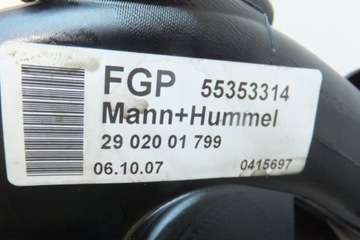 FGP 55353314
Mann+Hummel
29 020 01 799
06.10.07 0415697